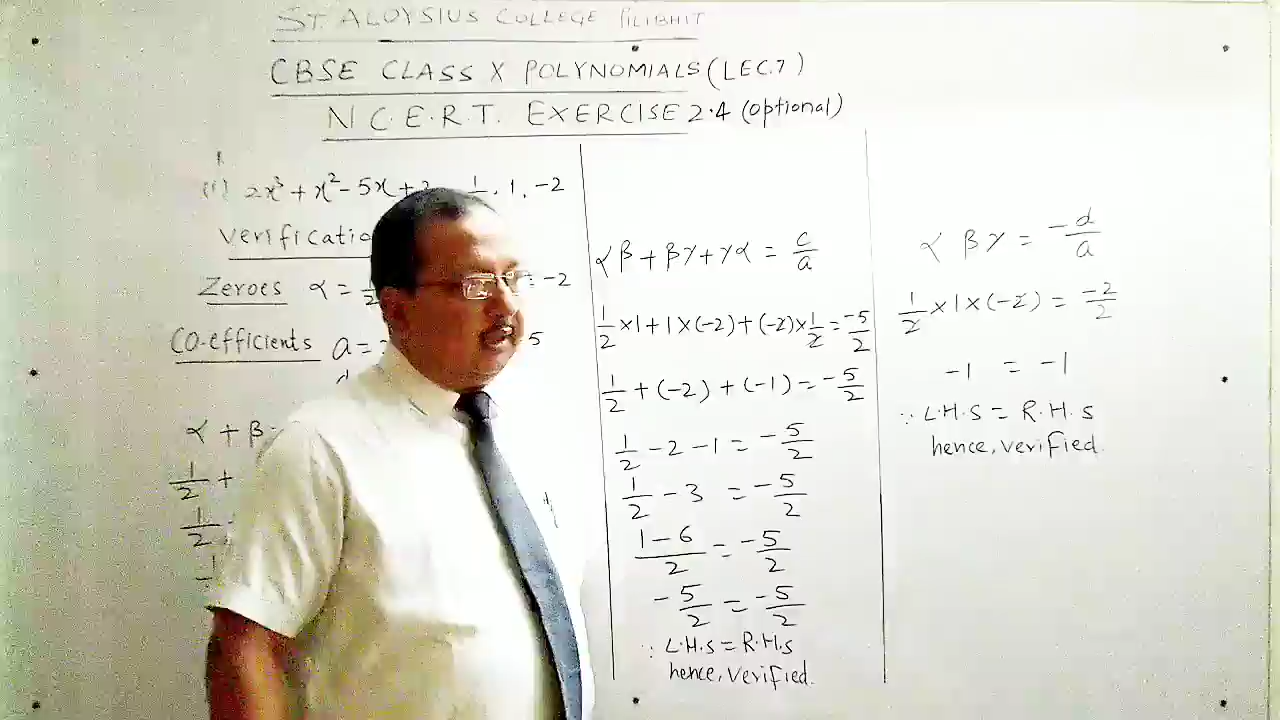 ST ALOYSIUS COLLEGE PILIBHIT
CBSE CLASS X POLYNOMIALS (LEC.7)
N C.E.R.T. EXERCISE 2.4 (optional)
1
(i) 2x³ + x² - 5x + 2 1/2, 1, -2
verificatio
Zeroes α = 1/2 = -2
CO-efficients a = 5
α + β
1/2 +
1/2
αβ + βγ + γα = c/a
1/2 × 1 + 1 × (-2) + (-2) × 1/2 = -5/2
1/2 + (-2) + (-1) = -5/2
1/2 - 2 - 1 = -5/2
1/2 - 3 = -5/2
1-6/2 = -5/2
-5/2 = -5/2
∵ L.H.S = R.H.S
hence, verified.
α β γ = -d/a
1/2 × 1 × (-2) = -2/2
-1 = -1
∵ L.H.S = R.H.S
hence, verified.